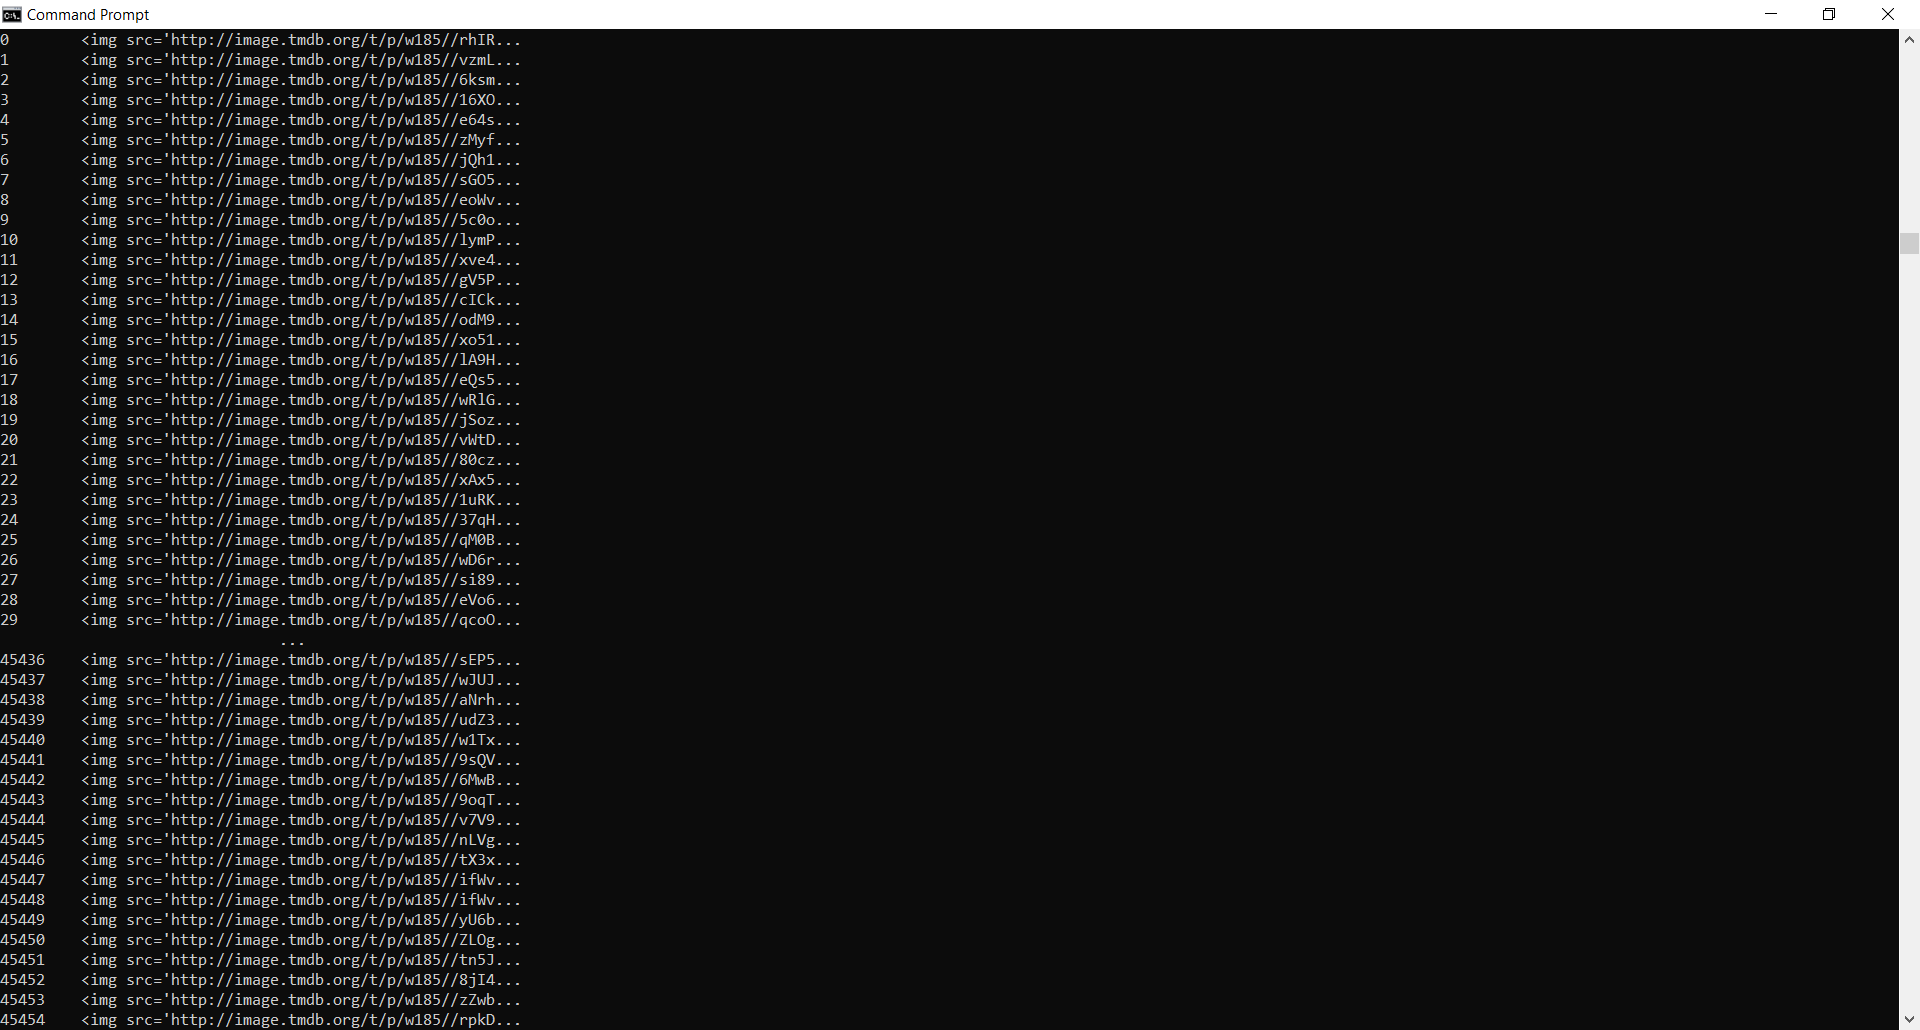 Command Prompt
0 <img src='http://image.tmdb.org/t/p/w185//rhIR...
1 <img src='http://image.tmdb.org/t/p/w185//vzmL...
2 <img src='http://image.tmdb.org/t/p/w185//6ksm...
3 <img src='http://image.tmdb.org/t/p/w185//16XO...
4 <img src='http://image.tmdb.org/t/p/w185//e64s...
5 <img src='http://image.tmdb.org/t/p/w185//zMyf...
6 <img src='http://image.tmdb.org/t/p/w185//jQh1...
7 <img src='http://image.tmdb.org/t/p/w185//sGO5...
8 <img src='http://image.tmdb.org/t/p/w185//eoWv...
9 <img src='http://image.tmdb.org/t/p/w185//5c0o...
10 <img src='http://image.tmdb.org/t/p/w185//lymP...
11 <img src='http://image.tmdb.org/t/p/w185//xve4...
12 <img src='http://image.tmdb.org/t/p/w185//gV5P...
13 <img src='http://image.tmdb.org/t/p/w185//cICk...
14 <img src='http://image.tmdb.org/t/p/w185//odM9...
15 <img src='http://image.tmdb.org/t/p/w185//xo51...
16 <img src='http://image.tmdb.org/t/p/w185//lA9H...
17 <img src='http://image.tmdb.org/t/p/w185//eQs5...
18 <img src='http://image.tmdb.org/t/p/w185//wRlG...
19 <img src='http://image.tmdb.org/t/p/w185//jSoz...
20 <img src='http://image.tmdb.org/t/p/w185//vWtD...
21 <img src='http://image.tmdb.org/t/p/w185//80cz...
22 <img src='http://image.tmdb.org/t/p/w185//xAx5...
23 <img src='http://image.tmdb.org/t/p/w185//1uRK...
24 <img src='http://image.tmdb.org/t/p/w185//37qH...
25 <img src='http://image.tmdb.org/t/p/w185//qM0B...
26 <img src='http://image.tmdb.org/t/p/w185//wD6r...
27 <img src='http://image.tmdb.org/t/p/w185//si89...
28 <img src='http://image.tmdb.org/t/p/w185//eVo6...
29 <img src='http://image.tmdb.org/t/p/w185//qcoO...
...
45436 <img src='http://image.tmdb.org/t/p/w185//sEP5...
45437 <img src='http://image.tmdb.org/t/p/w185//wJUJ...
45438 <img src='http://image.tmdb.org/t/p/w185//aNrh...
45439 <img src='http://image.tmdb.org/t/p/w185//udZ3...
45440 <img src='http://image.tmdb.org/t/p/w185//w1Tx...
45441 <img src='http://image.tmdb.org/t/p/w185//9sQV...
45442 <img src='http://image.tmdb.org/t/p/w185//6MwB...
45443 <img src='http://image.tmdb.org/t/p/w185//9oqT...
45444 <img src='http://image.tmdb.org/t/p/w185//v7V9...
45445 <img src='http://image.tmdb.org/t/p/w185//nLVg...
45446 <img src='http://image.tmdb.org/t/p/w185//tX3x...
45447 <img src='http://image.tmdb.org/t/p/w185//ifWv...
45448 <img src='http://image.tmdb.org/t/p/w185//ifWv...
45449 <img src='http://image.tmdb.org/t/p/w185//yU6b...
45450 <img src='http://image.tmdb.org/t/p/w185//ZLOg...
45451 <img src='http://image.tmdb.org/t/p/w185//tn5J...
45452 <img src='http://image.tmdb.org/t/p/w185//8jI4...
45453 <img src='http://image.tmdb.org/t/p/w185//zZwb...
45454 <img src='http://image.tmdb.org/t/p/w185//rpkD...